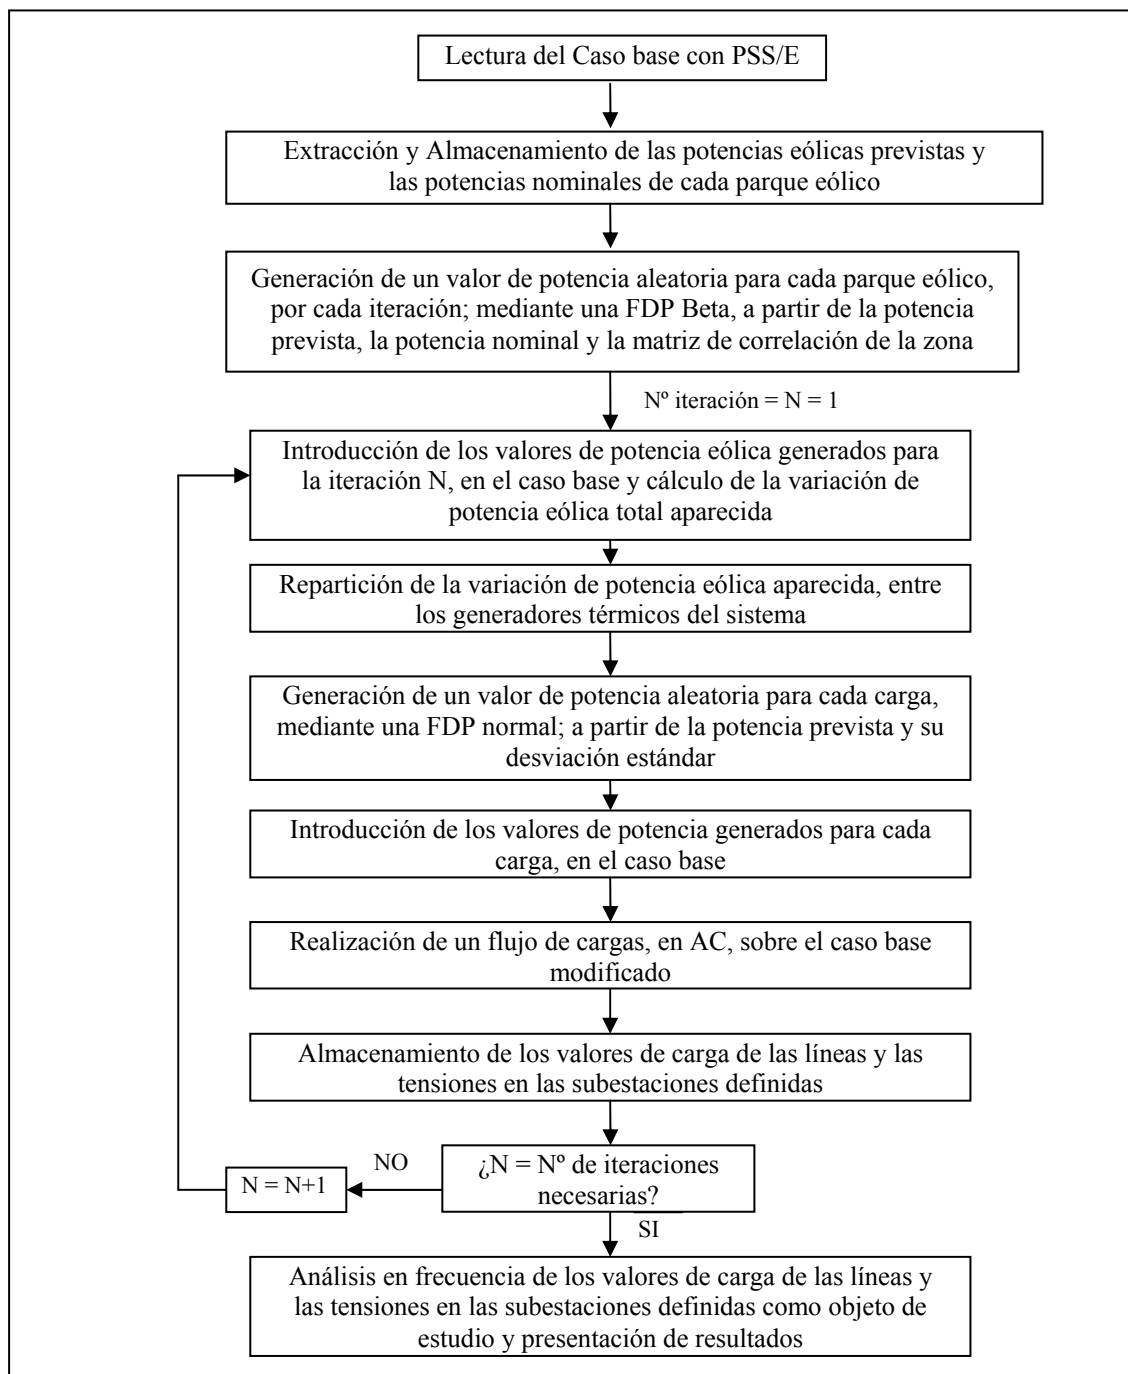 Lectura del Caso base con PSS/E
Extracción y Almacenamiento de las potencias eólicas previstas y
las potencias nominales de cada parque eólico
Generación de un valor de potencia aleatoria para cada parque eólico,
por cada iteración; mediante una FDP Beta, a partir de la potencia
prevista, la potencia nominal y la matriz de correlación de la zona
Nº iteración = N = 1
Introducción de los valores de potencia eólica generados para
la iteración N, en el caso base y cálculo de la variación de
potencia eólica total aparecida
Repartición de la variación de potencia eólica aparecida, entre
los generadores térmicos del sistema
Generación de un valor de potencia aleatoria para cada carga,
mediante una FDP normal; a partir de la potencia prevista y su
desviación estándar
Introducción de los valores de potencia generados para cada
carga, en el caso base
Realización de un flujo de cargas, en AC, sobre el caso base
modificado
Almacenamiento de los valores de carga de las líneas y las
tensiones en las subestaciones definidas
¿N = Nº de iteraciones
necesarias?
NO
N = N+1
SI
Análisis en frecuencia de los valores de carga de las líneas y
las tensiones en las subestaciones definidas como objeto de
estudio y presentación de resultados